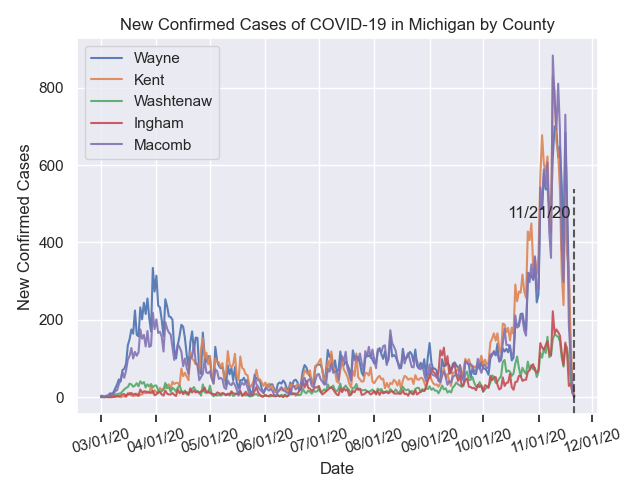 New Confirmed Cases of COVID-19 in Michigan by County
Wayne
Kent
Washtenaw
Ingham
Macomb
New Confirmed Cases
800
600
400
200
0
11/21/20
03/01/20 04/01/20 05/01/20 06/01/20 07/01/20 08/01/20 09/01/20 10/01/20 11/01/20 12/01/20
Date